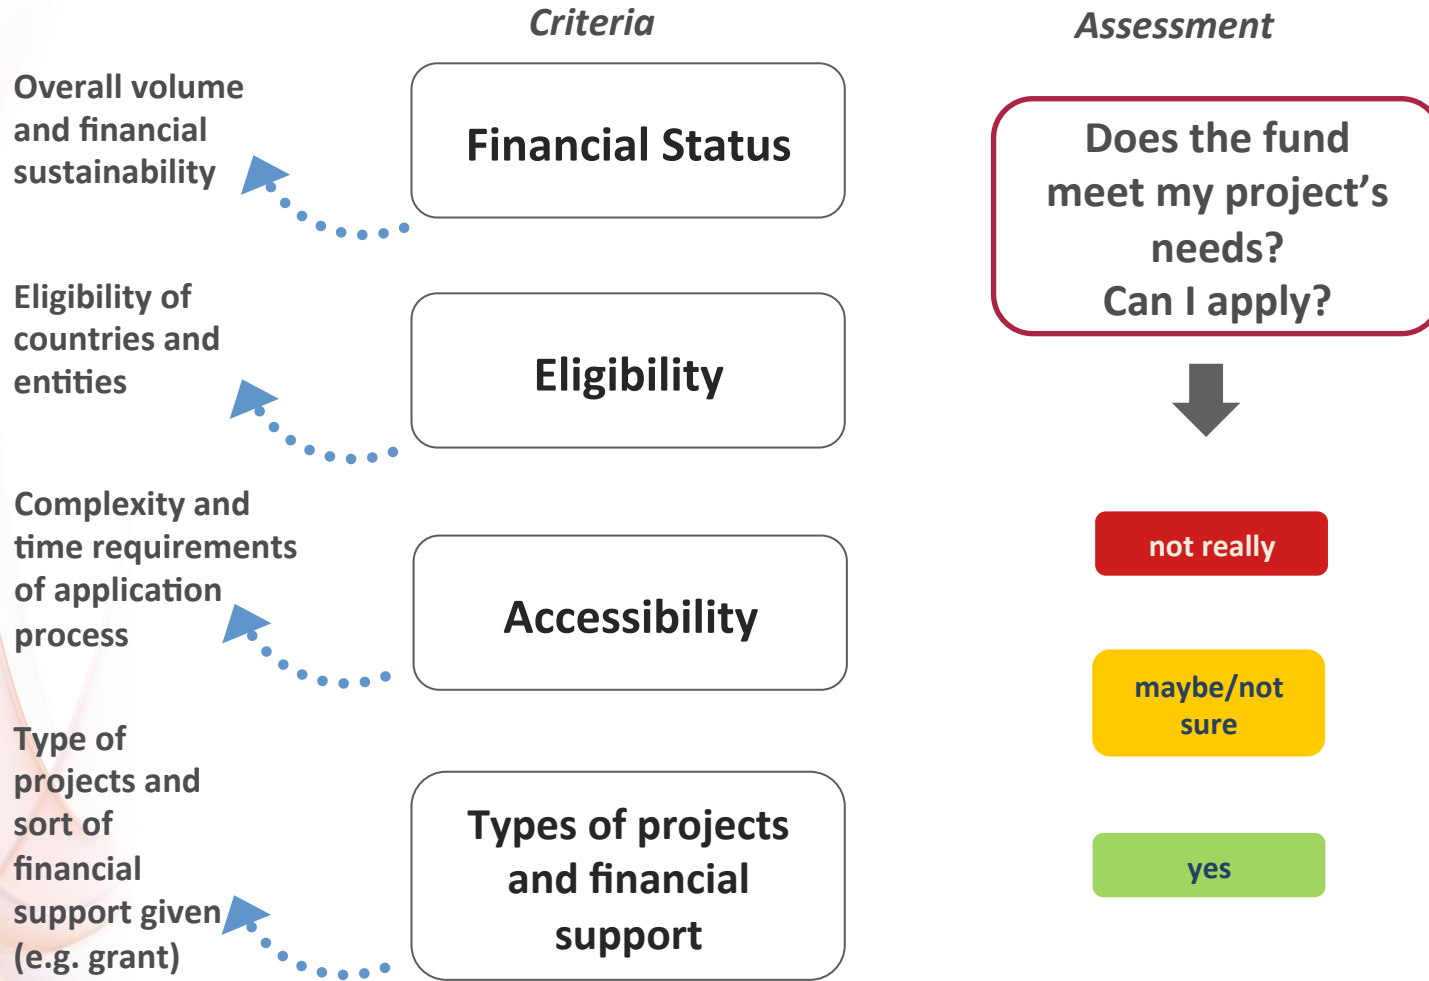 Criteria
Assessment
Overall volume
and financial
sustainability
Financial Status
Does the fund
meet my project’s
needs?
Can I apply?
Eligibility of
countries and
entities
Eligibility
Complexity and
time requirements
of application
process
Accessibility
not really
maybe/not
sure
Type of
projects and
sort of
financial
support given
(e.g. grant)
Types of projects
and financial
support
yes